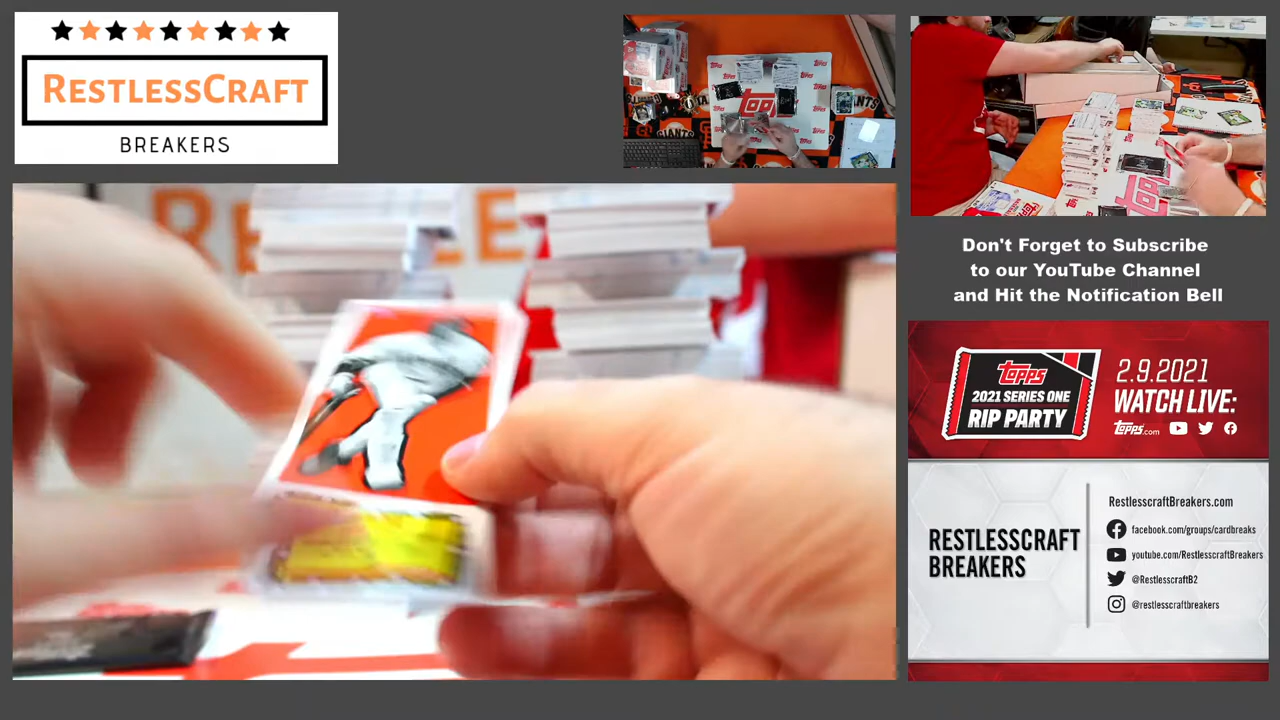 RESTLESSCRAFT
BREAKERS
GIANTS
Don't Forget to Subscribe
to our YouTube Channel
and Hit the Notification Bell
topps
2021 SERIES ONE
RIP PARTY
2.9.2021
WATCH LIVE:
topps.com
RESTLESSCRAFT
BREAKERS
RestlesscraftBreakers.com
facebook.com/groups/cardbreaks
youtube.com/RestlesscraftBreakers
@RestlesscraftB2
@restlesscraftbreakers